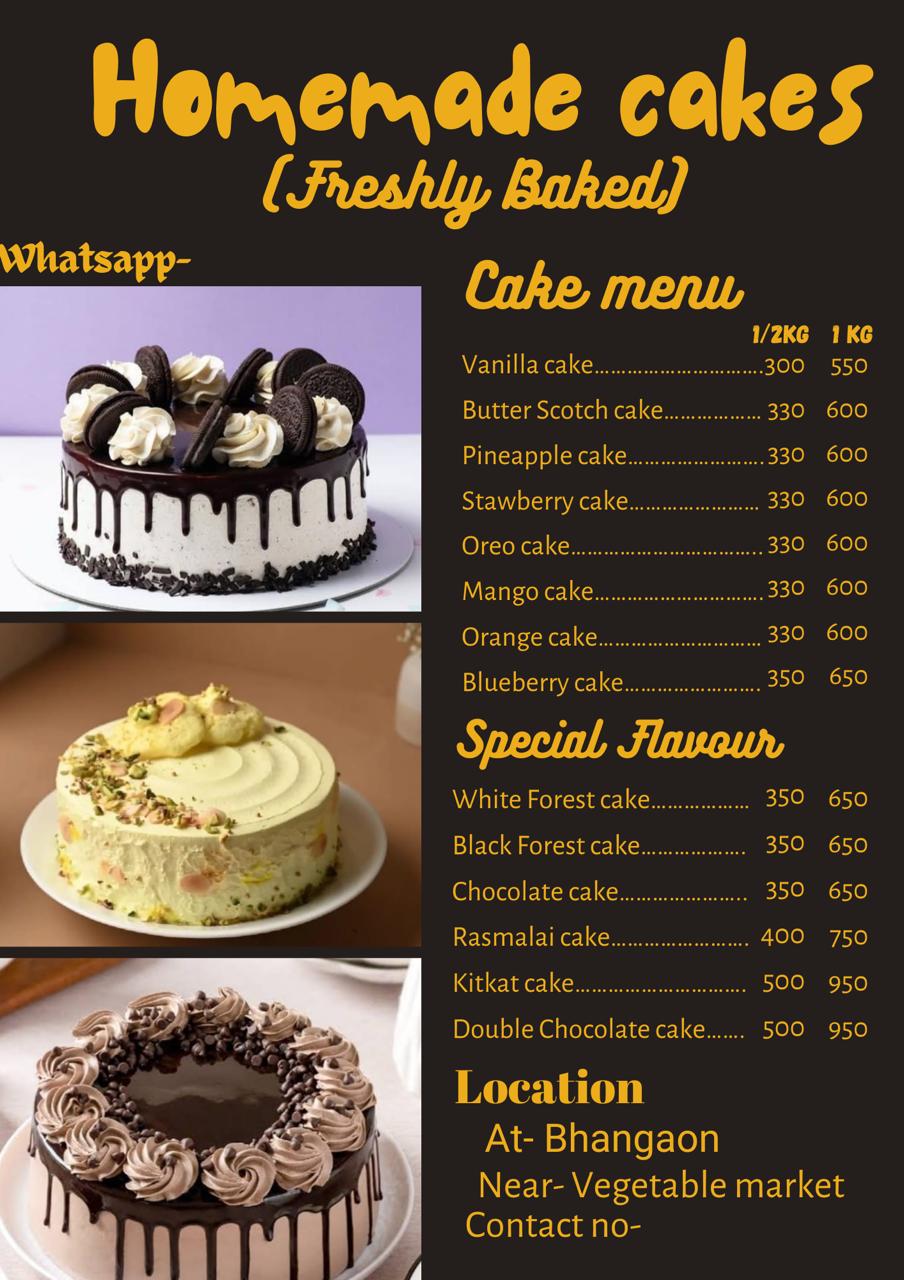 Homemade cakes
(Freshly Baked)
Whatsapp-
Cake menu
1/2KG 1 KG
Vanilla cake............................300 550
Butter Scotch cake................ 330 600
Pineapple cake.......................330 600
Stawberry cake...................... 330 600
Oreo cake................................330 600
Mango cake............................330 600
Orange cake........................... 330 600
Blueberry cake....................... 350 650
Special Flavour
White Forest cake................ 350 650
Black Forest cake................. 350 650
Chocolate cake..................... 350 650
Rasmalai cake....................... 400 750
Kitkat cake............................. 500 950
Double Chocolate cake....... 500 950
Location
At- Bhangaon
Near- Vegetable market
Contact no-